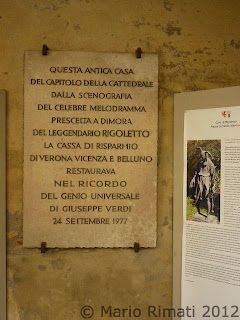 QUESTA ANTICA CASA
DEL CAPITOLO DELLA CATTEDRALE
DALLA SCENOGRAFIA
DEL CELEBRE MELODRAMMA
PRESCELTA A DIMORA
DEL LEGGENDARIO RIGOLETTO
LA CASSA DI RISPARMIO
DI VERONA VICENZA E BELLUNO
RESTAURAVA
NEL RICORDO
DEL GENIO UNIVERSALE
DI GIUSEPPE VERDI
24 SETTEMBRE 1977
© Mario Rimati 2012